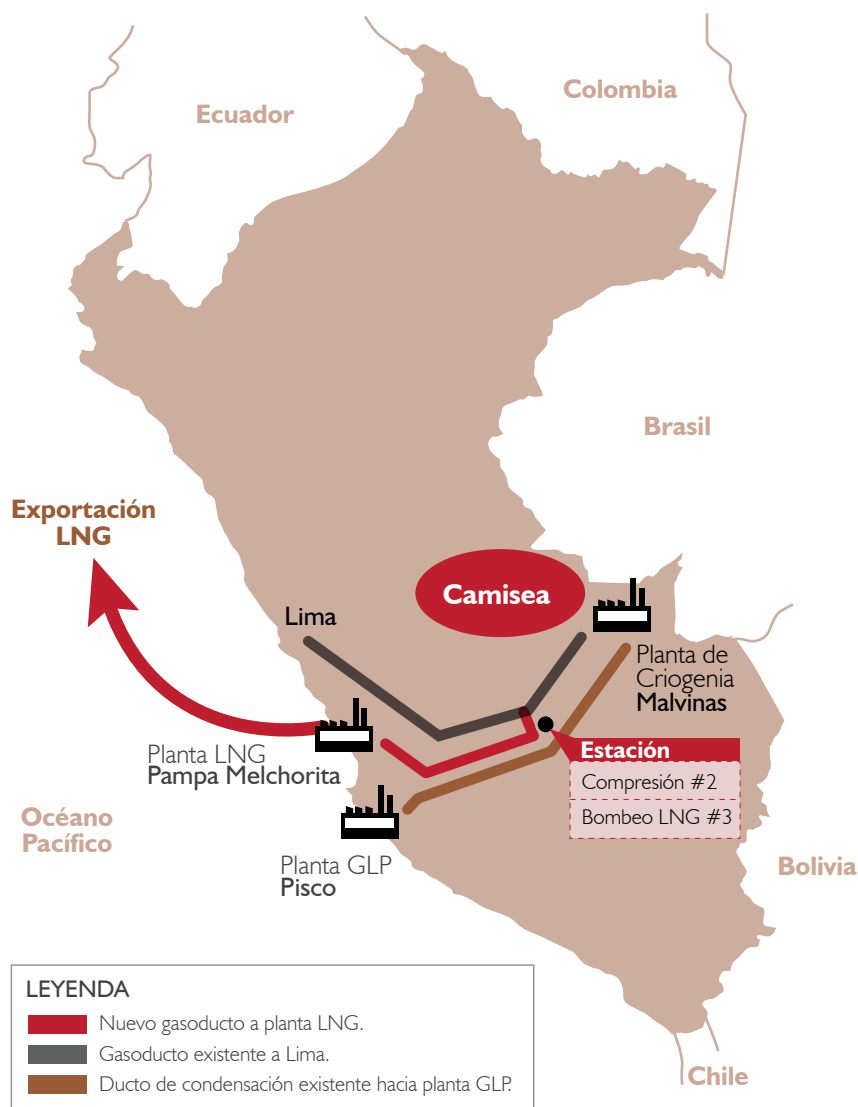 Colombia
Ecuador
Brasil
Exportación
LNG
Camisea
Lima
Planta de
Criogenia
Malvinas
Planta LNG
Pampa Melchorita
Estación
Compresión #2
Bombeo LNG #3
Océano
Pacífico
Planta GLP
Pisco
Bolivia
LEYENDA
Nuevo gasoducto a planta LNG.
Gasoducto existente a Lima.
Ducto de condensación existente hacia planta GLP.
Chile